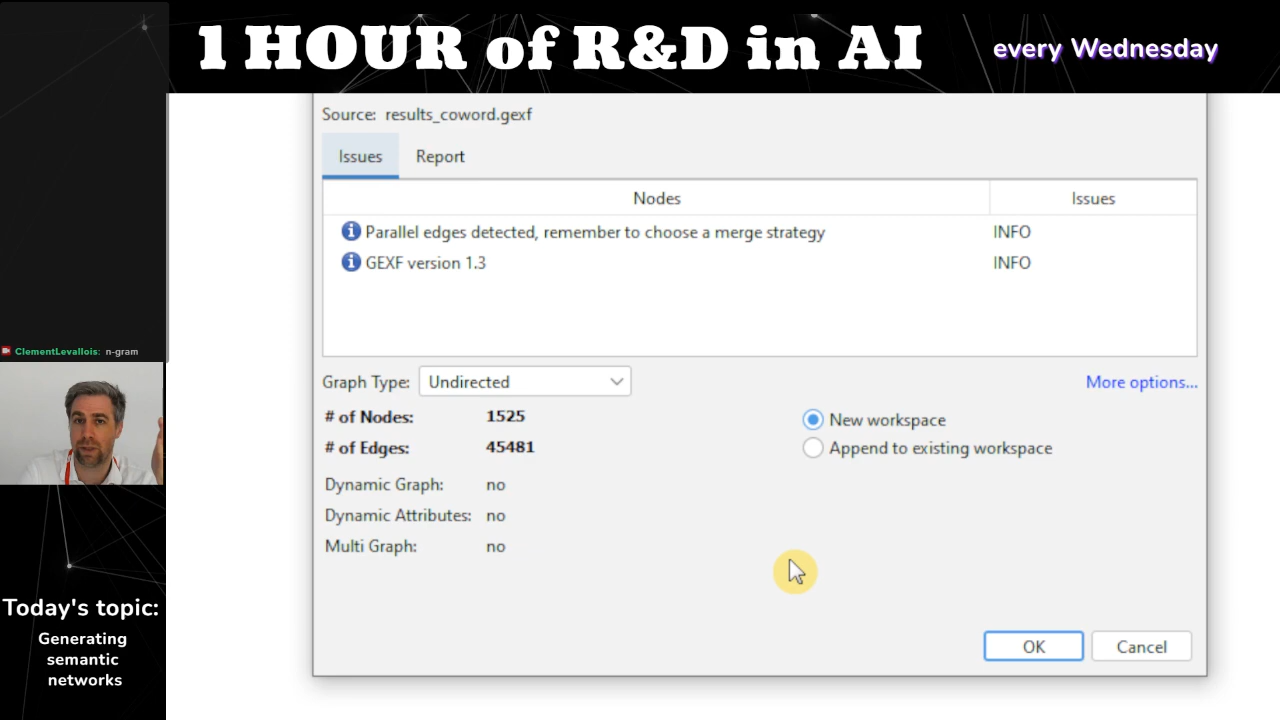 1 HOUR of R&D in AI
every Wednesday
Source: results_coword.gexf
Issues Report
Nodes Issues
Parallel edges detected, remember to choose a merge strategy INFO
GEXF version 1.3 INFO
ClementLevallois: n-gram
Graph Type: Undirected More options...
# of Nodes: 1525
# of Edges: 45481
New workspace
Append to existing workspace
Dynamic Graph: no
Dynamic Attributes: no
Multi Graph: no
OK Cancel
Today's topic:
Generating
semantic
networks